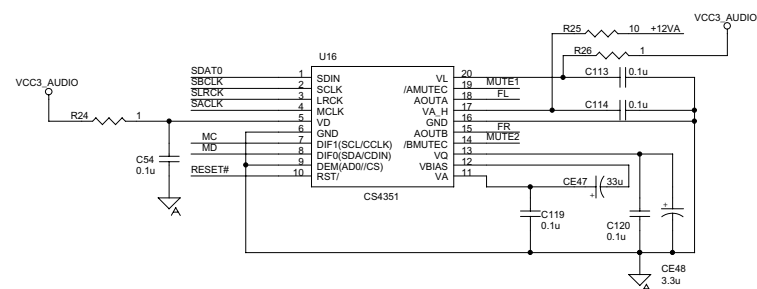 VCC3_AUDIO
R25 10 +12VA
R26 1
U16
VCC3_AUDIO
R24 1
C54
0.1u
A
SDAT0 1 SDIN
SBCLK 2 SCLK
SLRCK 3 LRCK
SACLK 4 MCLK
5 VD
6 GND
MC 7 DIF1(SCL/CCLK)
MD 8 DIF0(SDA/CDIN)
9 DEM(AD0//CS)
RESET# 10 RST/
VL 20
/AMUTEC 19 MUTE1
AOUTA 18 FL
VA_H 17
GND 16
AOUTB 15 FR
/BMUTEC 14 MUTE2
VQ 13
VBIAS 12
VA 11
CS4351
C113 0.1u
C114 0.1u
CE47 33u
+
C119
0.1u
C120
0.1u
+
CE48
3.3u
A